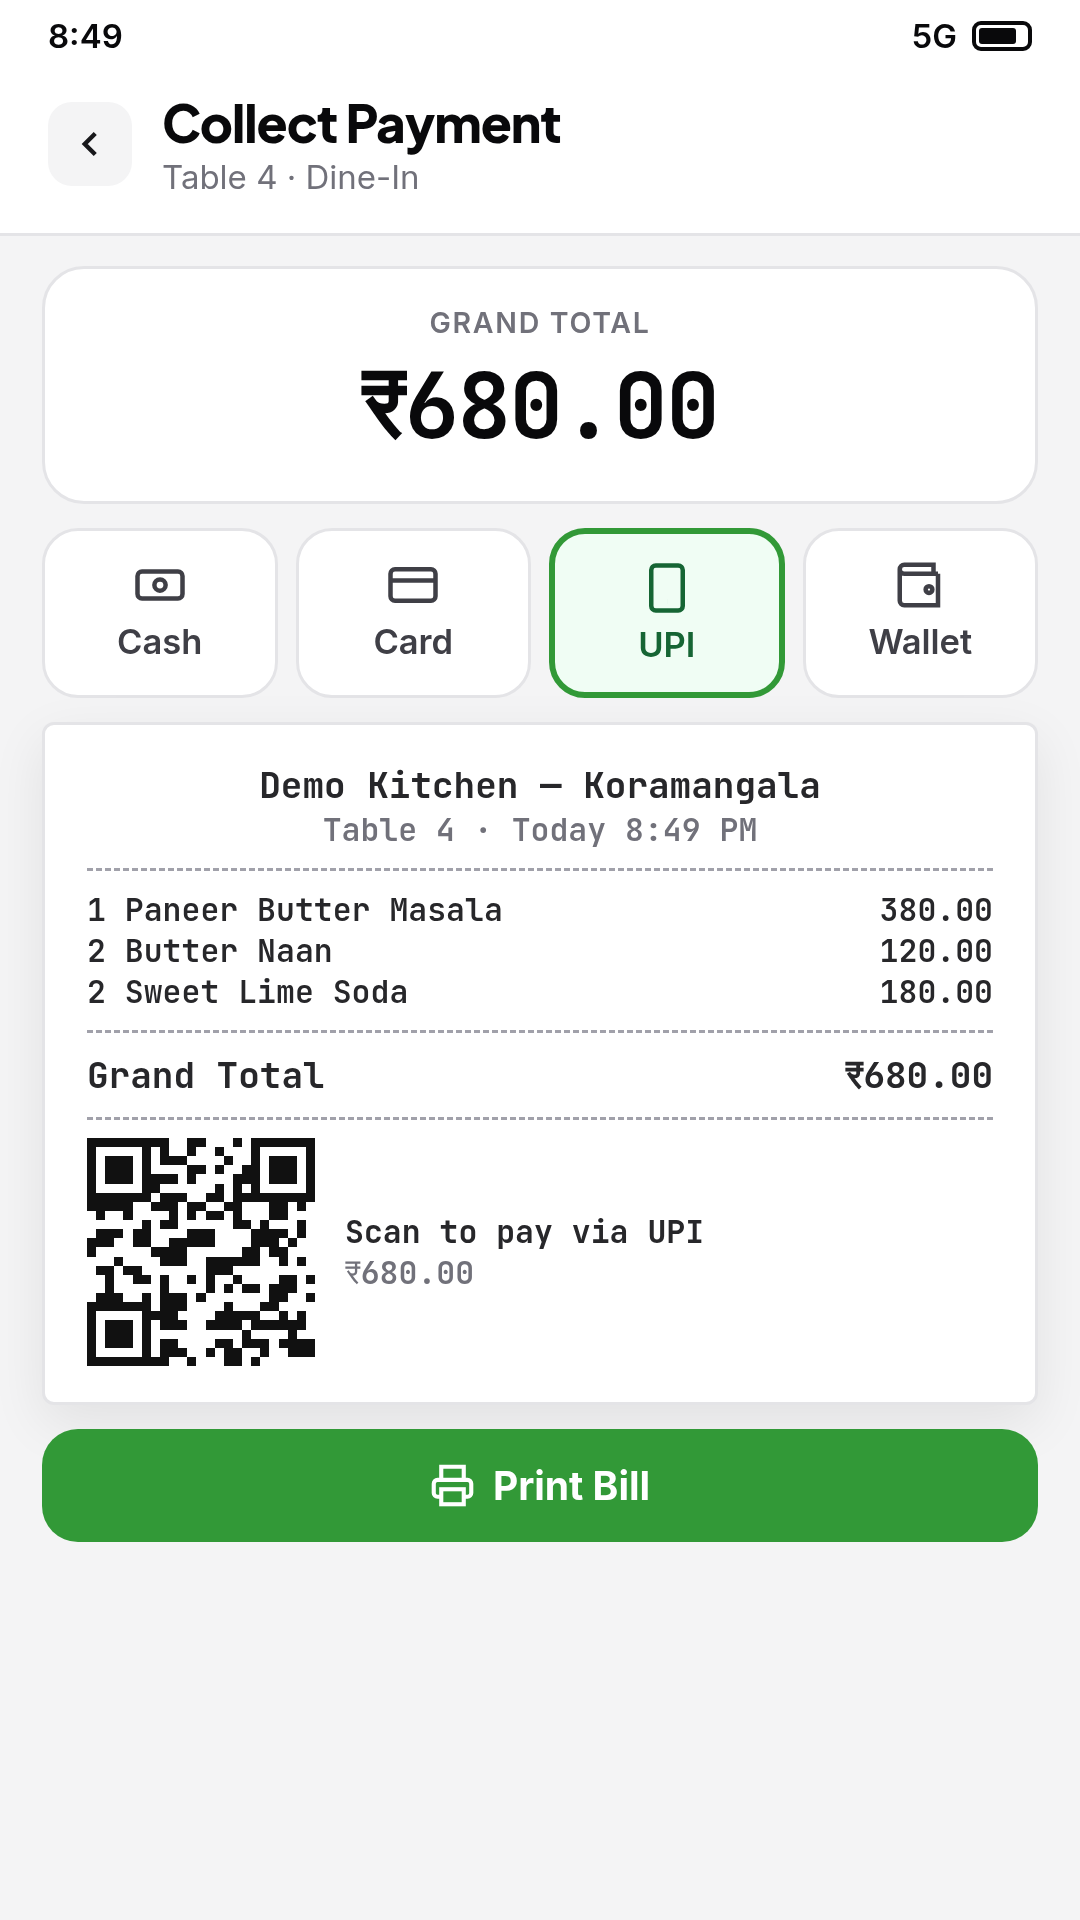 8:49
5G
Collect Payment
Table 4 · Dine-In
GRAND TOTAL
₹680.00
Cash
Card
UPI
Wallet
Demo Kitchen — Koramangala
Table 4 · Today 8:49 PM
1 Paneer Butter Masala 380.00
2 Butter Naan 120.00
2 Sweet Lime Soda 180.00
Grand Total ₹680.00
Scan to pay via UPI
₹680.00
Print Bill